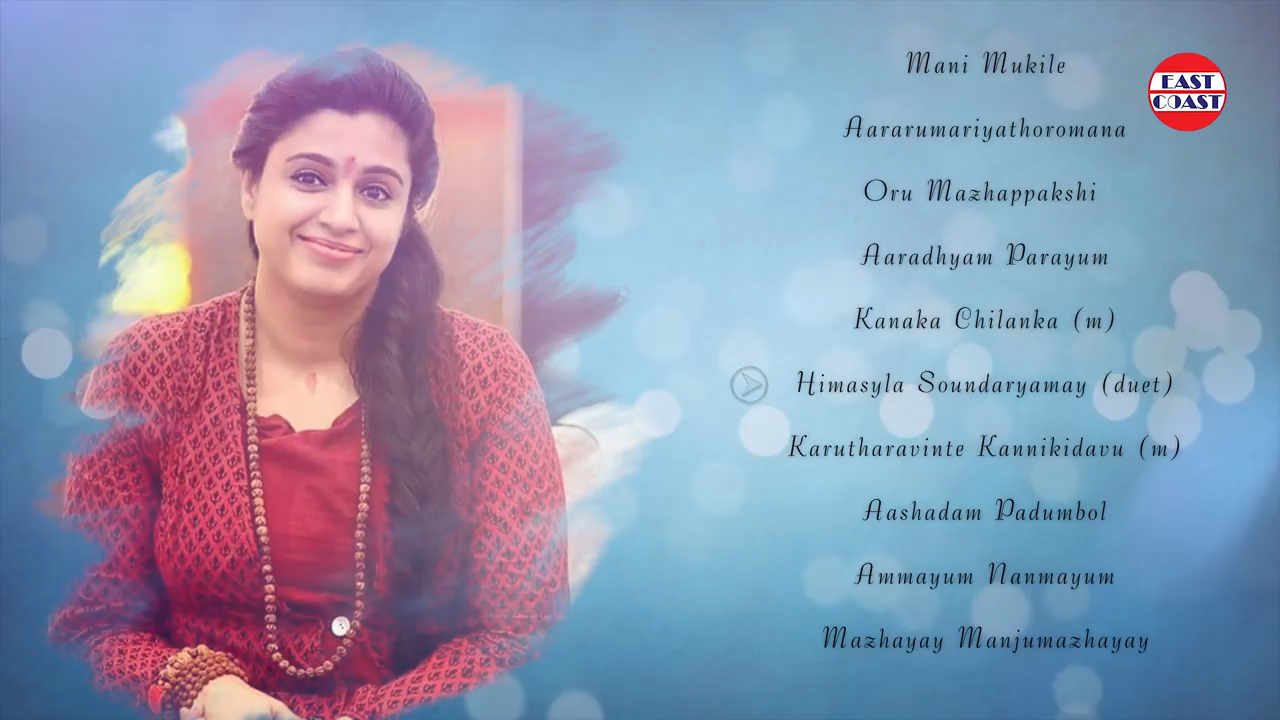 Mani Mukile
EAST
COAST
Aararumariyathoromana
Oru Mazhappakshi
Aaradhyam Parayum
Kanaka Chilanka (m)
Himasyla Soundaryamay (duet)
Karutharavinte Kannikidavu (m)
Aashadam Padumbol
Ammayum Nanmayum
Mazhayay Manjumazhayay